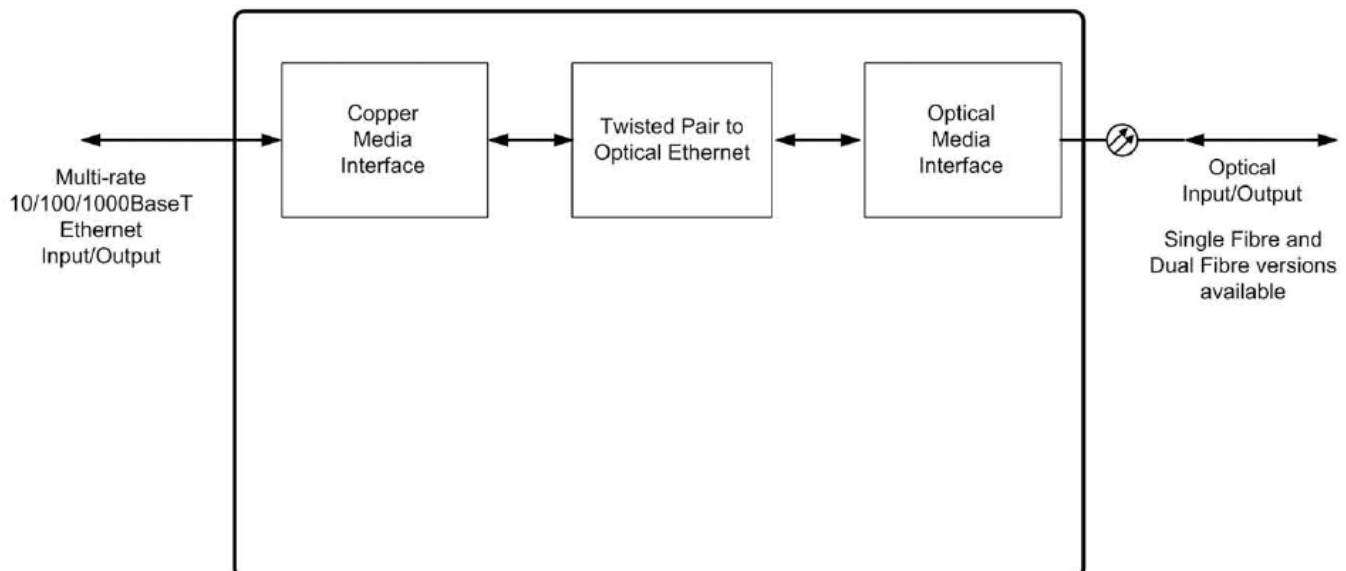 Copper
Media
Interface
Twisted Pair to
Optical Ethernet
Optical
Media
Interface
Multi-rate
10/100/1000BaseT
Ethernet
Input/Output
Optical
Input/Output
Single Fibre and
Dual Fibre versions
available